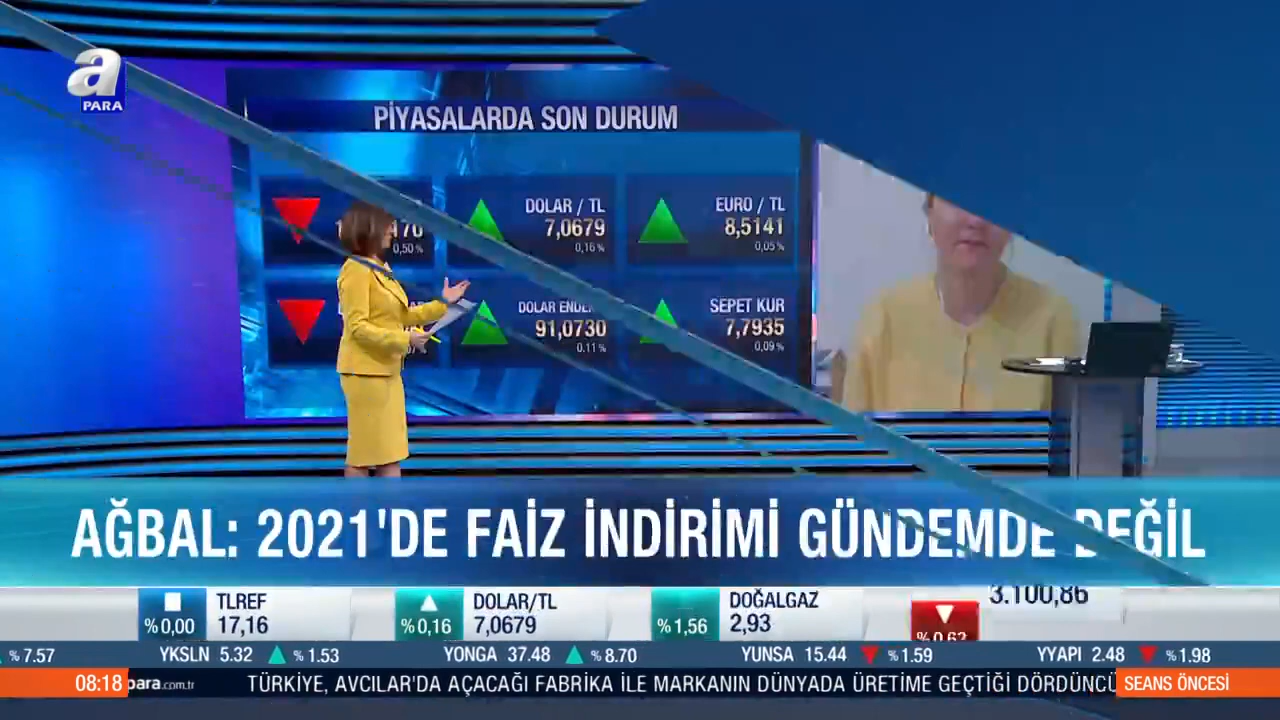 a
PARA
PİYASALARDA SON DURUM
0,50%
DOLAR / TL
7,0679
0,16%
EURO / TL
8,5141
0,05%
91,0730
0.11%
SEPET KUR
7,7935
0,09%
AĞBAL: 2021'DE FAİZ İNDİRİMİ GÜNDEMDE DEĞİL
%0,00 TLREF 17,16
%0,16 DOLAR/TL 7,0679
%1,56 DOĞALGAZ 2,93
3.100,86
%7.57 YKSLN 5.32 %1.53 YONGA 37.48 %8.70 YUNSA 15.44 %1.59 YYAPI 2.48 %1.98
08:18 para.com.tr TÜRKİYE, AVCILAR'DA AÇACAĞI FABRİKA İLE MARKANIN DÜNYADA ÜRETİME GEÇTİĞİ DÖRDÜNCÜ SEANS ÖNCESİ